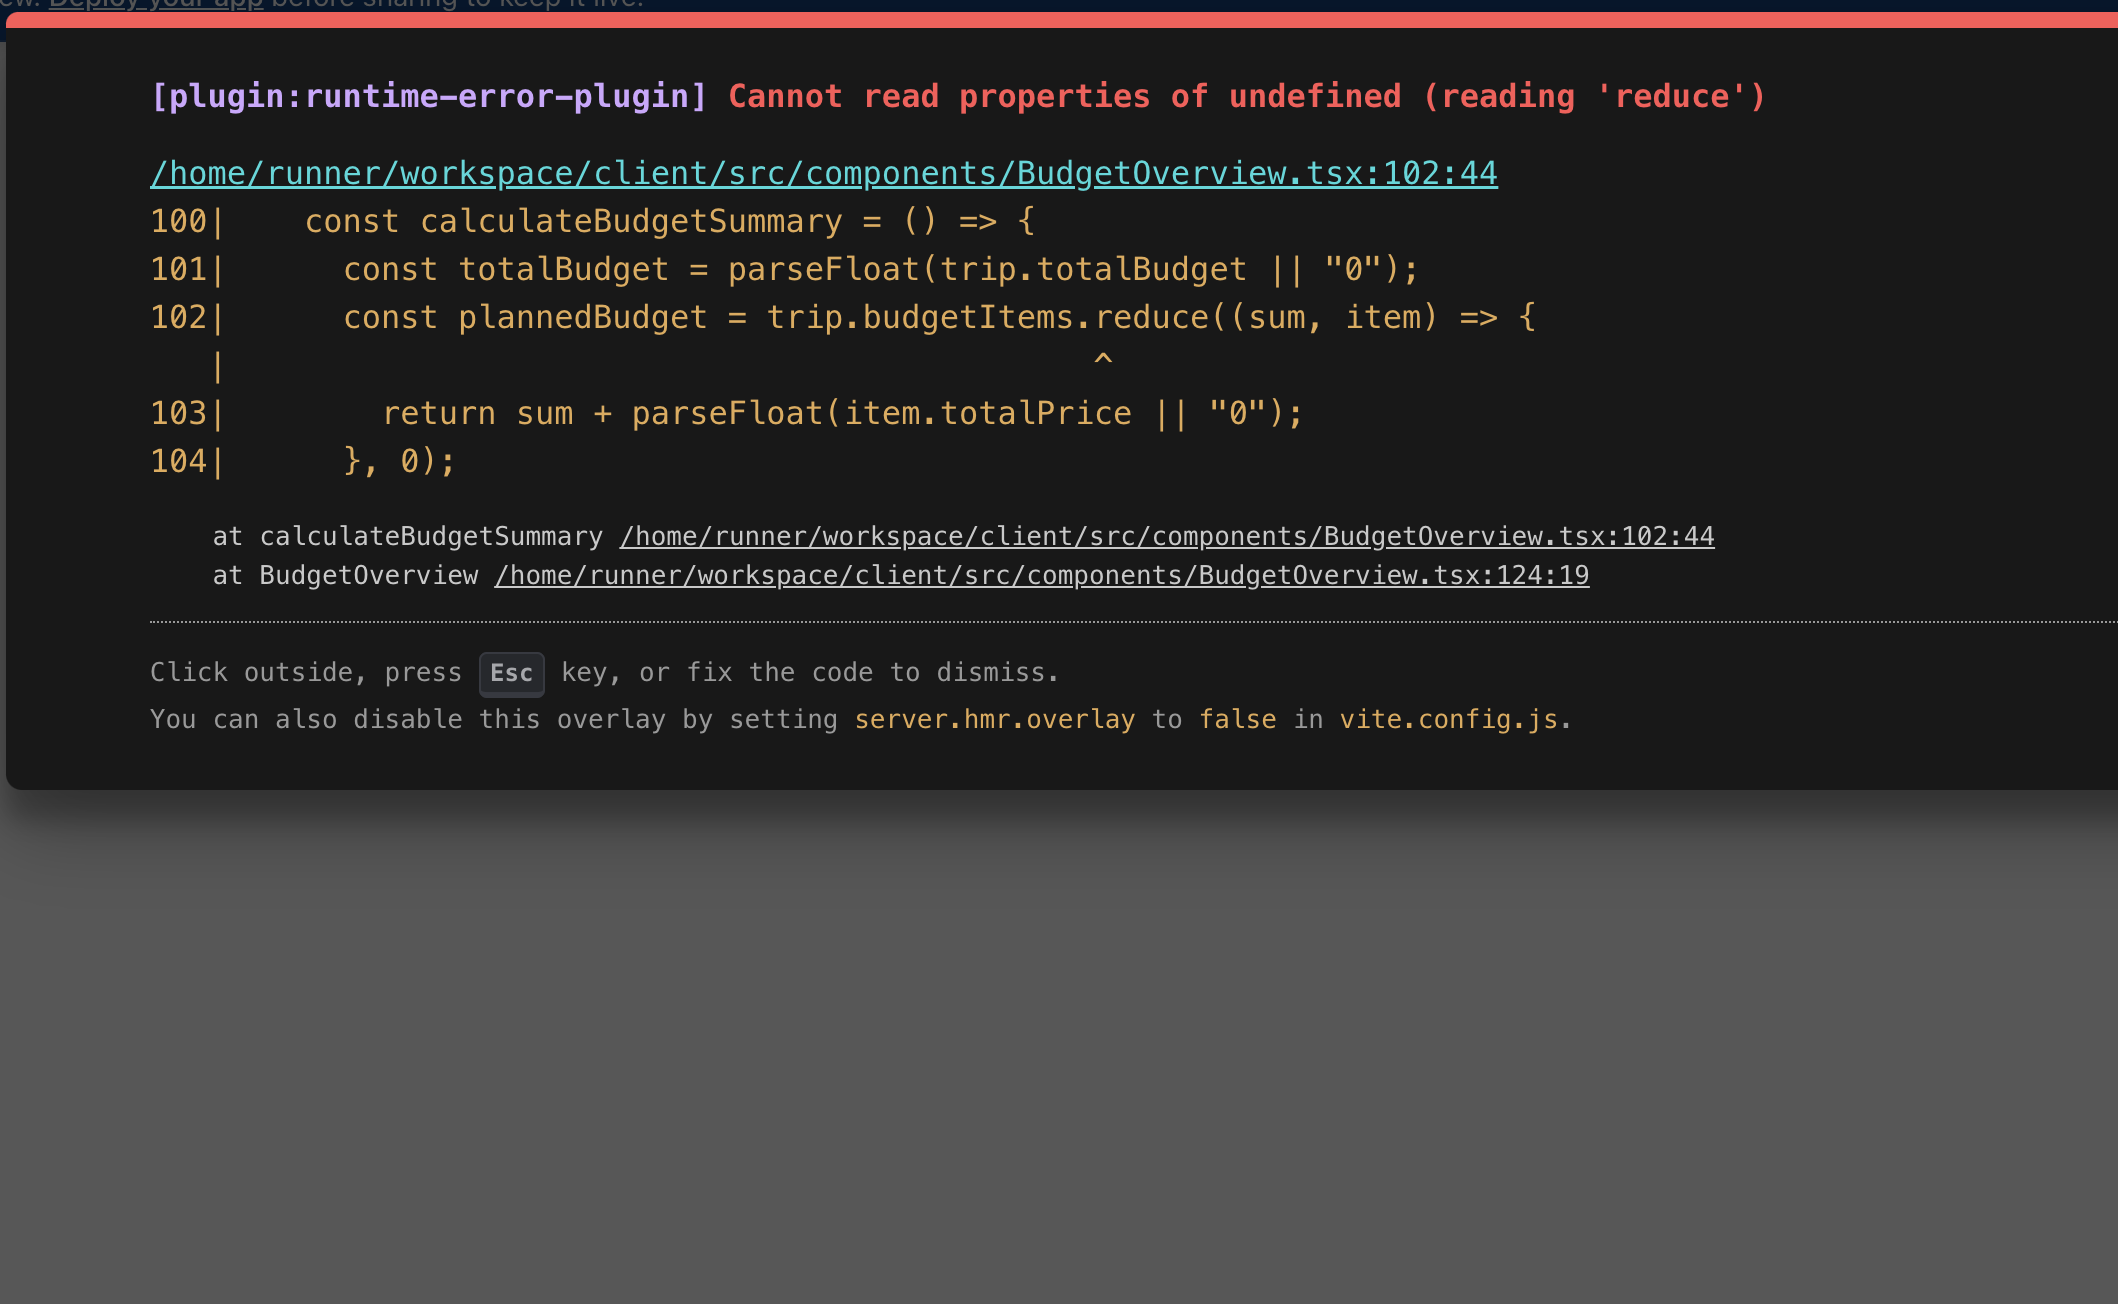 ew. Deploy your app before sharing to keep it live.
[plugin:runtime-error-plugin] Cannot read properties of undefined (reading 'reduce')
/home/runner/workspace/client/src/components/BudgetOverview.tsx:102:44
100|    const calculateBudgetSummary = () => {
101|      const totalBudget = parseFloat(trip.totalBudget || "0");
102|      const plannedBudget = trip.budgetItems.reduce((sum, item) => {
   |                                             ^
103|        return sum + parseFloat(item.totalPrice || "0");
104|      }, 0);
at calculateBudgetSummary /home/runner/workspace/client/src/components/BudgetOverview.tsx:102:44
at BudgetOverview /home/runner/workspace/client/src/components/BudgetOverview.tsx:124:19
Click outside, press Esc key, or fix the code to dismiss.
You can also disable this overlay by setting server.hmr.overlay to false in vite.config.js.